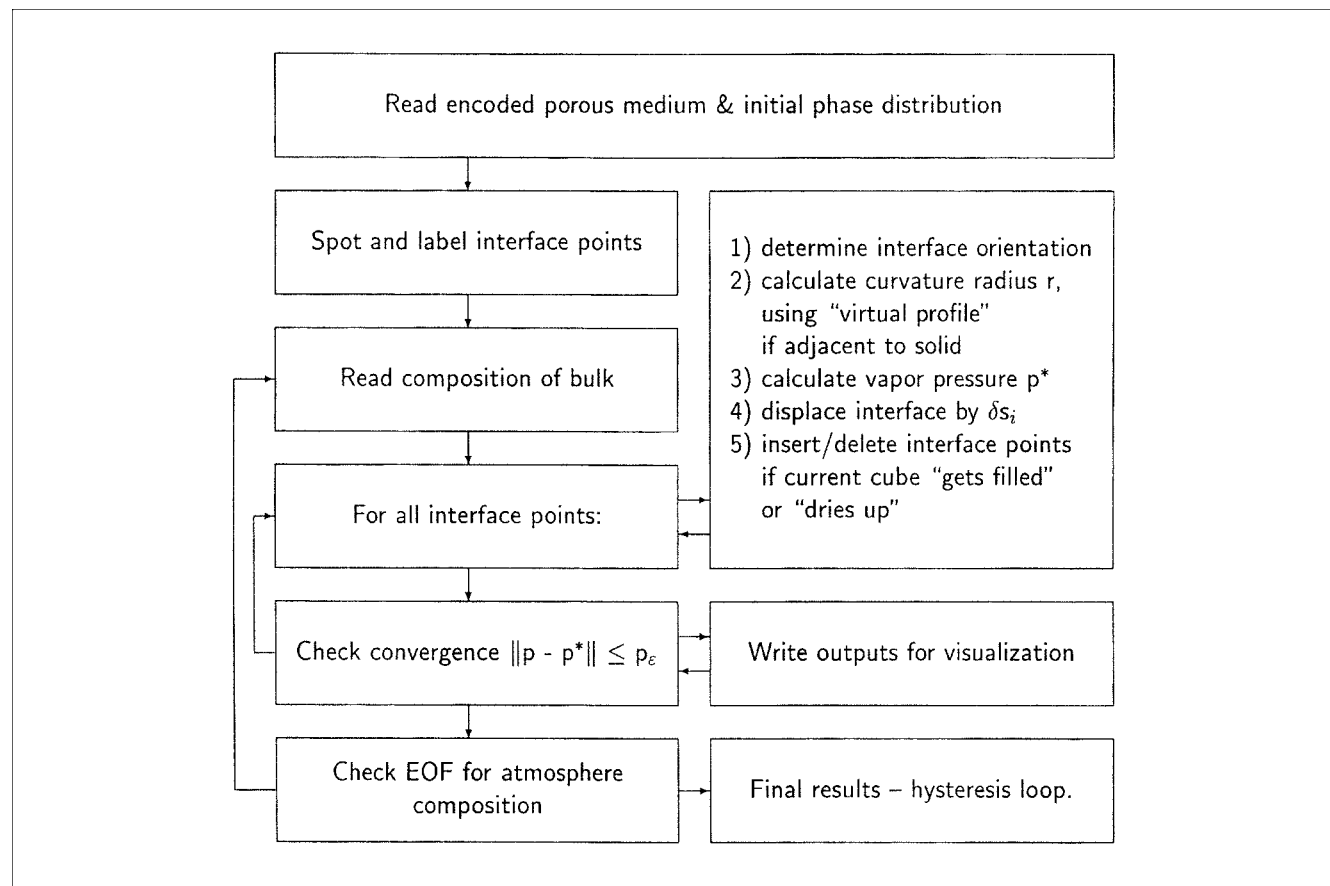 Read encoded porous medium & initial phase distribution
Spot and label interface points
1) determine interface orientation
2) calculate curvature radius r,
using “virtual profile”
if adjacent to solid
3) calculate vapor pressure p*
4) displace interface by δsᵢ
5) insert/delete interface points
if current cube “gets filled”
or “dries up”
Read composition of bulk
For all interface points:
Check convergence ‖p - p*‖ ≤ pε
Write outputs for visualization
Check EOF for atmosphere
composition
Final results – hysteresis loop.